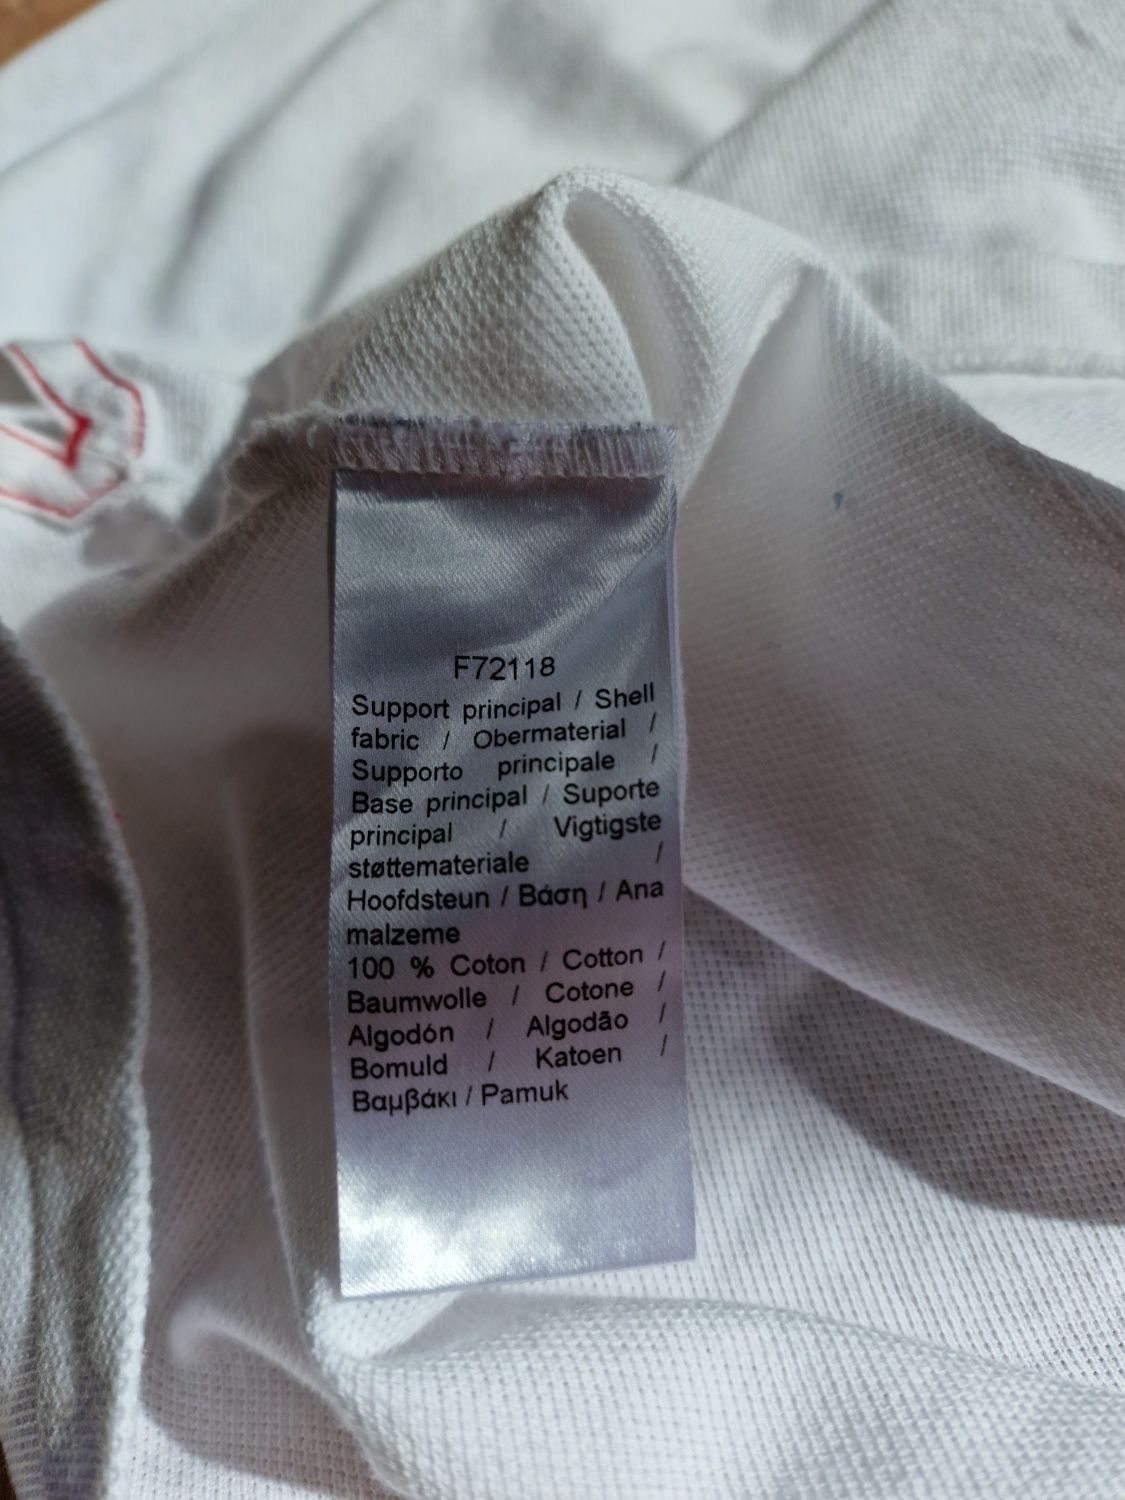 F72118
Support principal / Shell
fabric / Obermaterial /
Supporto principale /
Base principal / Suporte
principal / Vigtigste
støttemateriale /
Hoofdsteun / Βάση / Ana
malzeme
100 % Coton / Cotton /
Baumwolle / Cotone /
Algodón / Algodão /
Bomuld / Katoen /
Βαμβάκι / Pamuk